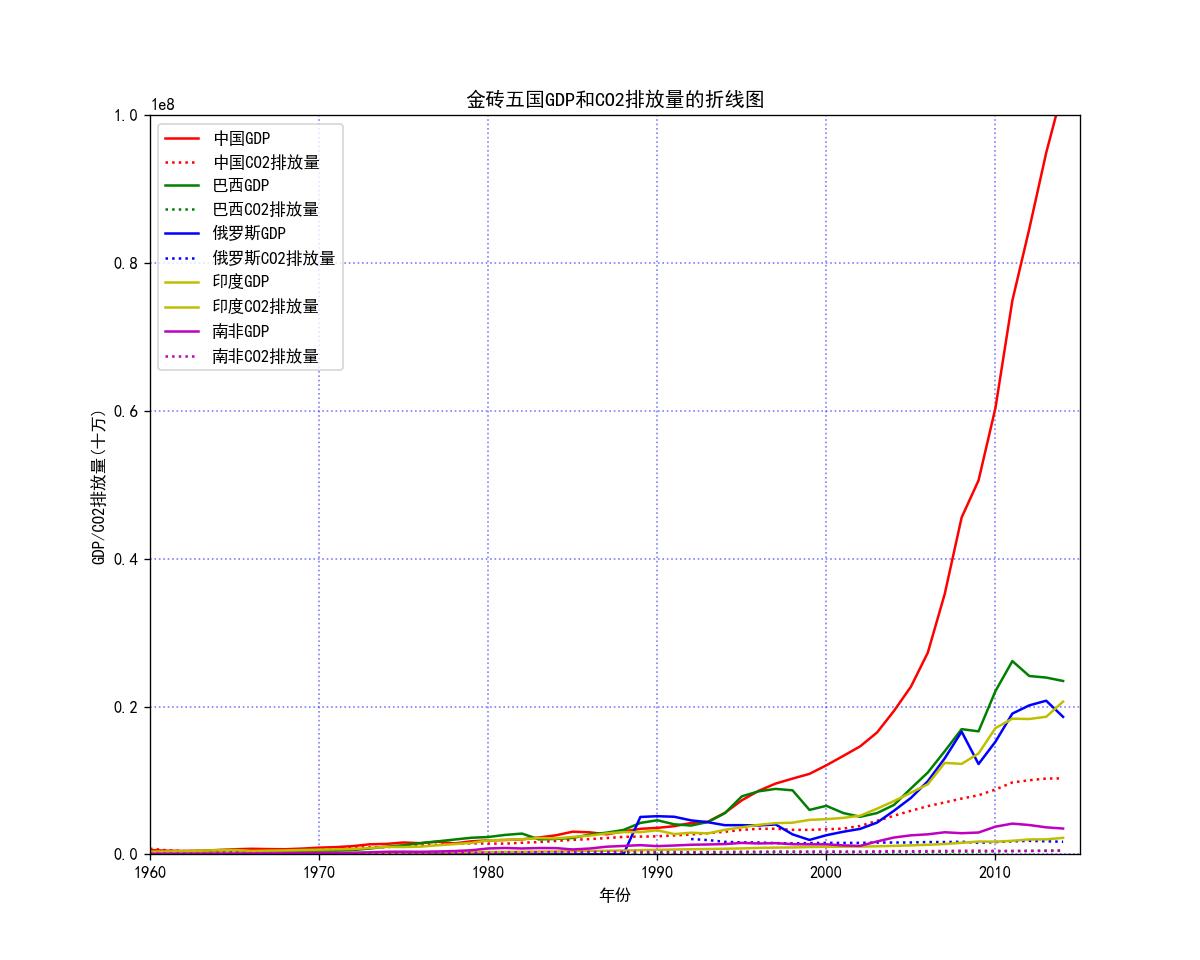 金砖五国GDP和CO2排放量的折线图
1e8
1.0
0.8
0.6
0.4
0.2
0.0
GDP/CO2排放量(十万)
中国GDP
中国CO2排放量
巴西GDP
巴西CO2排放量
俄罗斯GDP
俄罗斯CO2排放量
印度GDP
印度CO2排放量
南非GDP
南非CO2排放量
1960 1970 1980 1990 2000 2010
年份